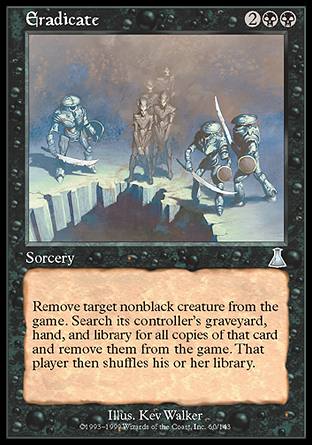 Eradicate 2
Sorcery
Remove target nonblack creature from the
game. Search its controller's graveyard,
hand, and library for all copies of that card
and remove them from the game. That
player then shuffles his or her library.
Illus. Kev Walker
©1993-1999 Wizards of the Coast, Inc. 60/143